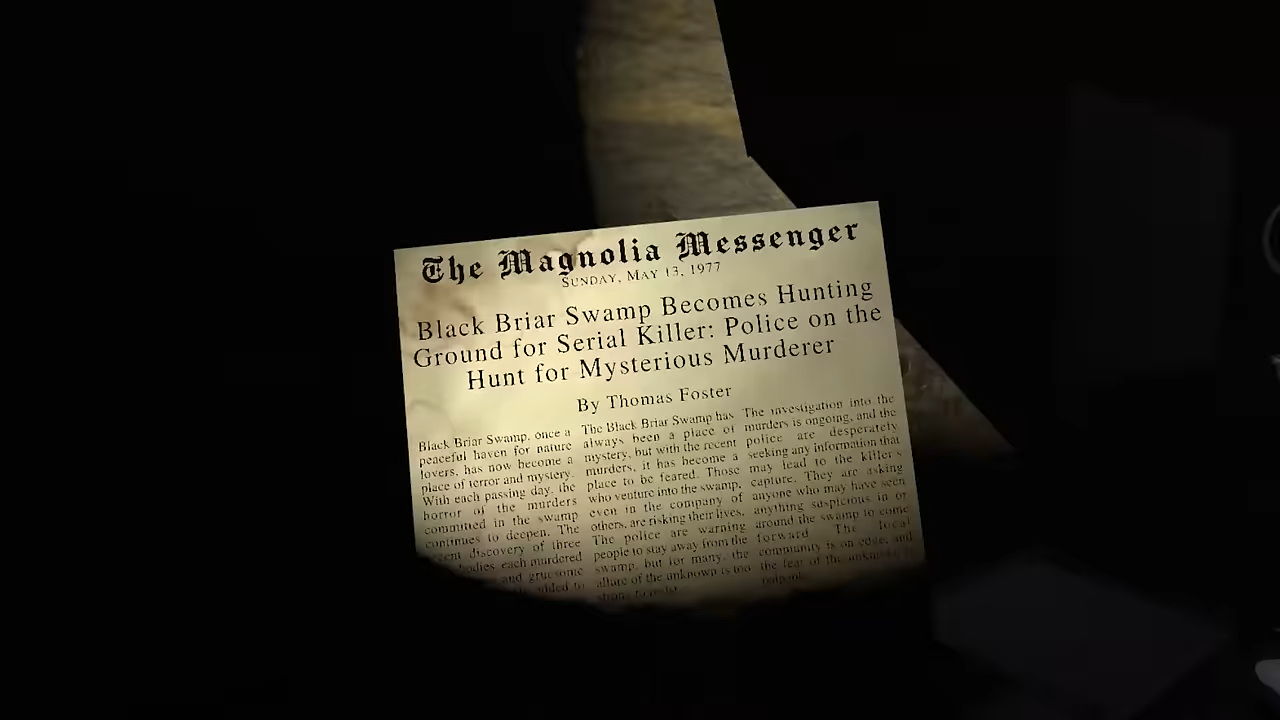 The Magnolia Messenger
Sunday, May 13, 1977
Black Briar Swamp Becomes Hunting
Ground for Serial Killer: Police on the
Hunt for Mysterious Murderer
By Thomas Foster
Black Briar Swamp, once a
peaceful haven for nature
lovers, has now become a
place of terror and mystery.
With each passing day, the
horror of the murders
committed in the swamp
continues to deepen. The
discovery of three
bodies, each murdered
and gruesome
added to
The Black Briar Swamp has
always been a place of
mystery, but with the recent
murders, it has become a
place to be feared. Those
who venture into the swamp,
even in the company of
others, are risking their lives.
The police are warning
people to stay away from the
swamp, but for many, the
allure of the unknown is too
strong to resist.
The investigation into the
murders is ongoing, and the
police are desperately
seeking any information that
may lead to the killer's
capture. They are asking
anyone who may have seen
anything suspicious in or
around the swamp to come
forward. The local
community is on edge, and
the fear of the unknown is